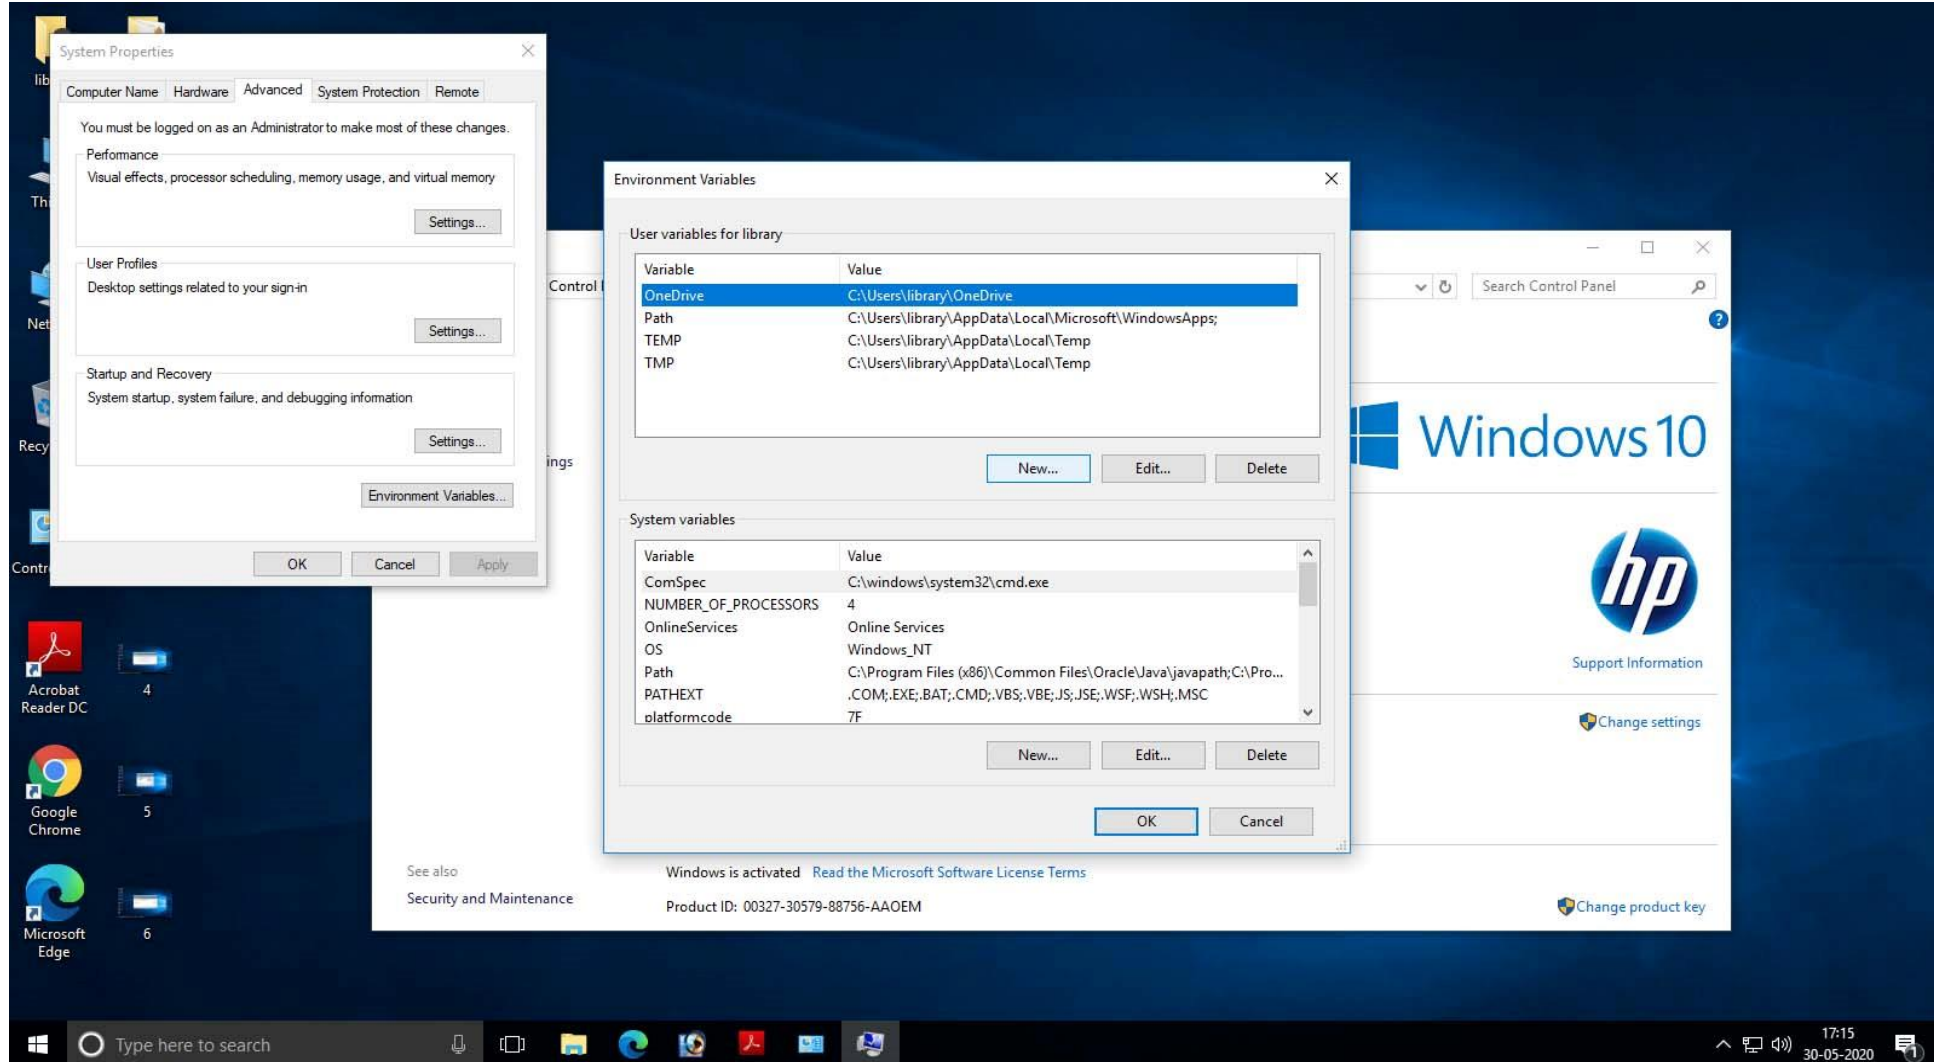 System Properties
Computer Name Hardware Advanced System Protection Remote
You must be logged on as an Administrator to make most of these changes.
Performance
Visual effects, processor scheduling, memory usage, and virtual memory
Settings...
User Profiles
Desktop settings related to your sign-in
Settings...
Startup and Recovery
System startup, system failure, and debugging information
Settings...
Environment Variables...
OK Cancel Apply
Environment Variables
User variables for library
Variable Value
OneDrive C:\Users\library\OneDrive
Path C:\Users\library\AppData\Local\Microsoft\WindowsApps;
TEMP C:\Users\library\AppData\Local\Temp
TMP C:\Users\library\AppData\Local\Temp
New... Edit... Delete
System variables
Variable Value
ComSpec C:\windows\system32\cmd.exe
NUMBER_OF_PROCESSORS 4
OnlineServices Online Services
OS Windows_NT
Path C:\Program Files (x86)\Common Files\Oracle\Java\javapath;C:\Pro...
PATHEXT .COM;.EXE;.BAT;.CMD;.VBS;.VBE;.JS;.JSE;.WSF;.WSH;.MSC
platformcode 7F
New... Edit... Delete
OK Cancel
Control
Search Control Panel
?
ings
Windows 10
hp
Support Information
Change settings
See also
Security and Maintenance
Windows is activated Read the Microsoft Software License Terms
Product ID: 00327-30579-88756-AAOEM
Change product key
lib
Thi
Net
Recy
Contr
Acrobat
Reader DC
4
Google
Chrome
5
Microsoft
Edge
6
Type here to search
17:15
30-05-2020
1